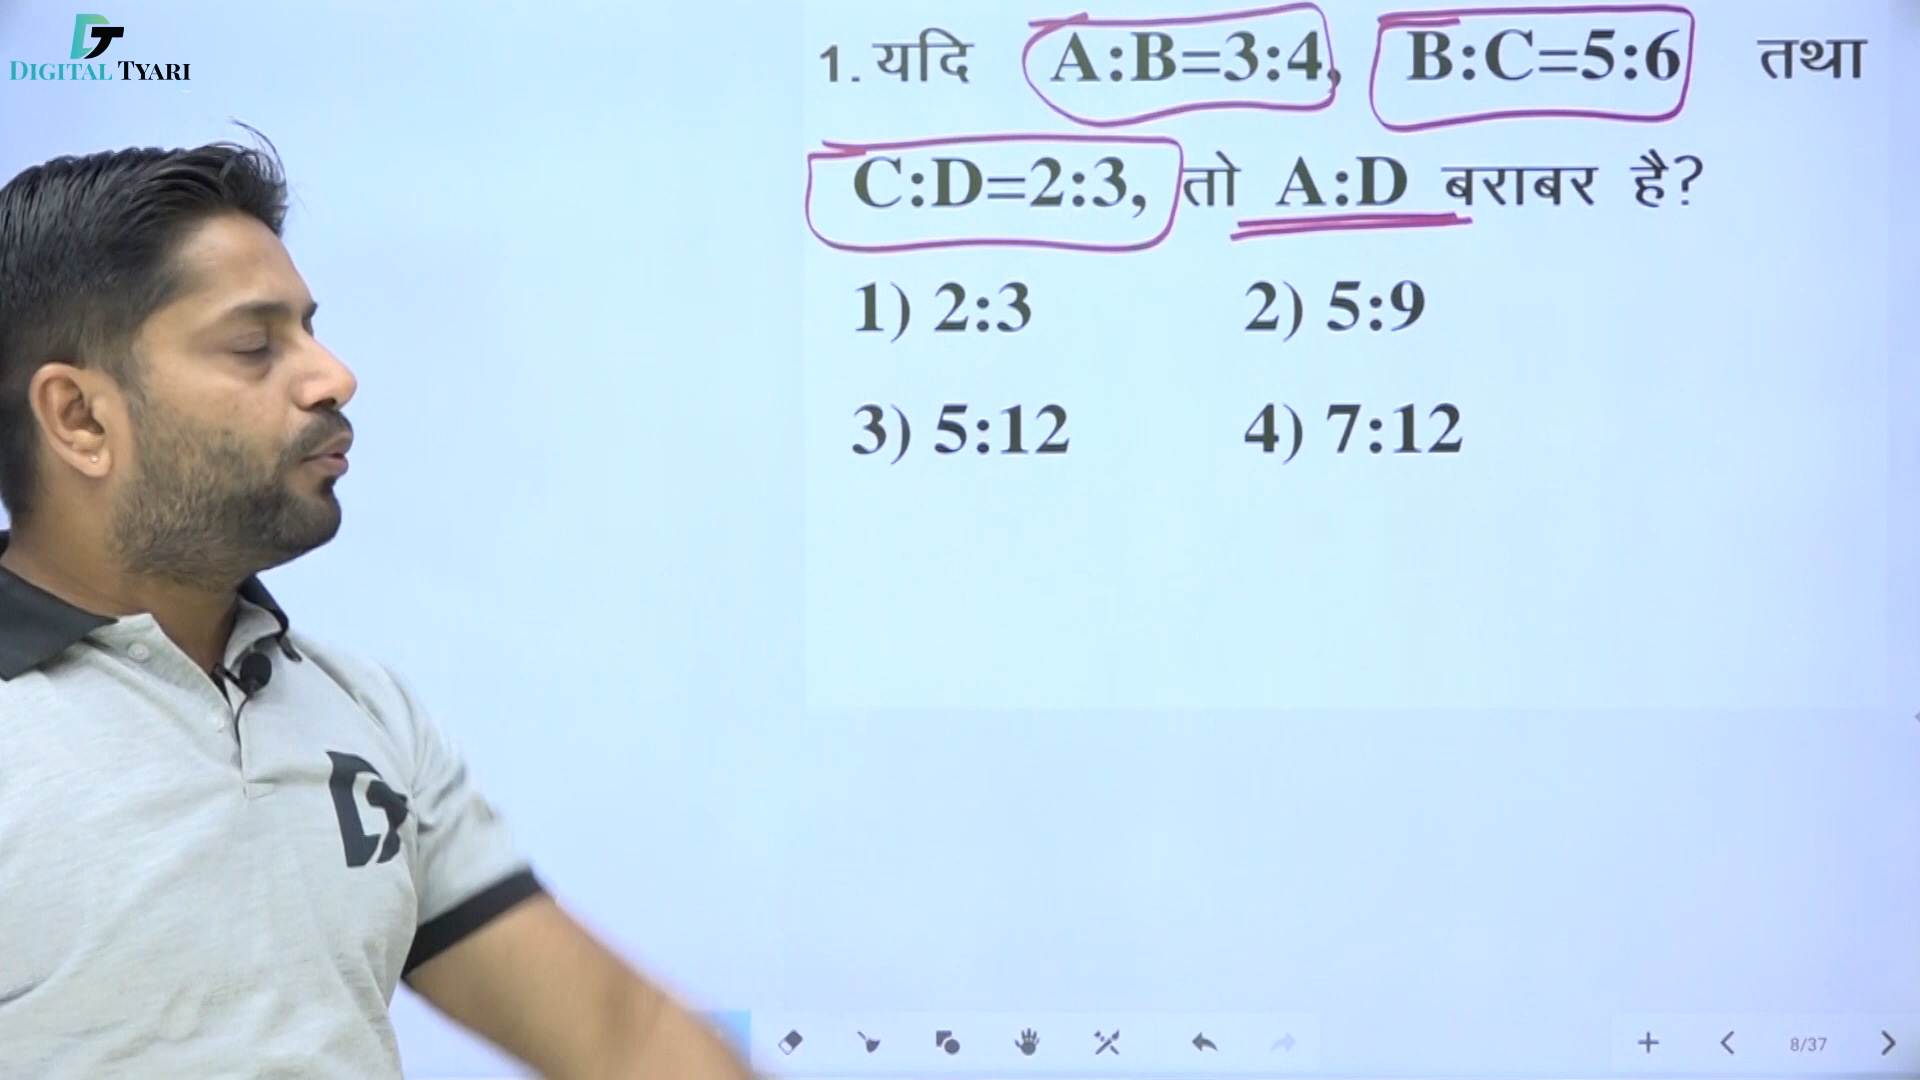 DIGITAL TYARI
1. यदि A:B=3:4, B:C=5:6 तथा
C:D=2:3, तो A:D बराबर है?
1) 2:3 2) 5:9
3) 5:12 4) 7:12
8/37